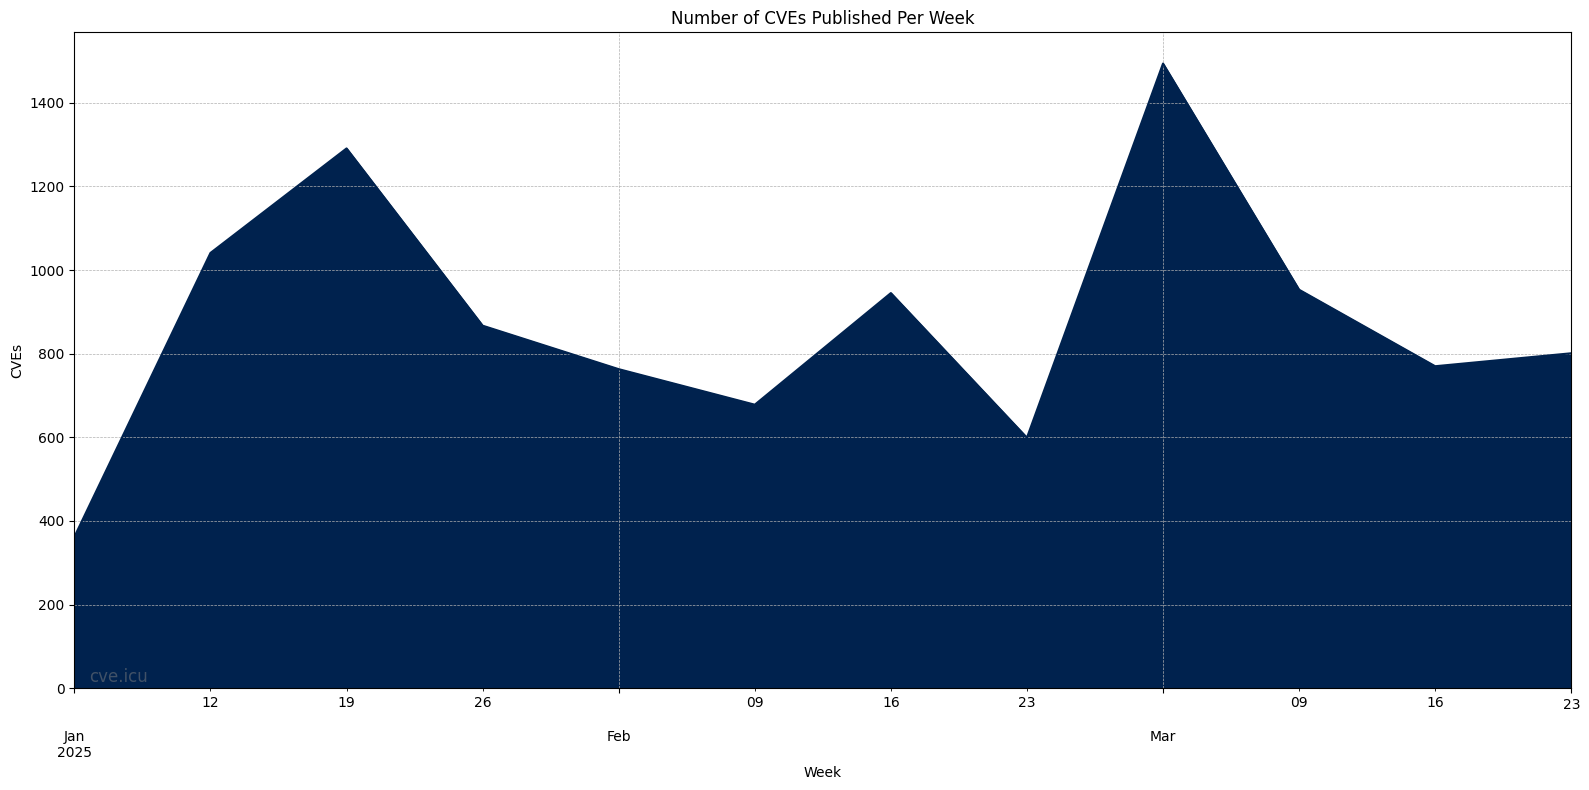 Number of CVEs Published Per Week
CVEs
1400
1200
1000
800
600
400
200
0
cve.icu
12 19 26 09 16 23 09 16 23
Jan Feb Mar
2025
Week